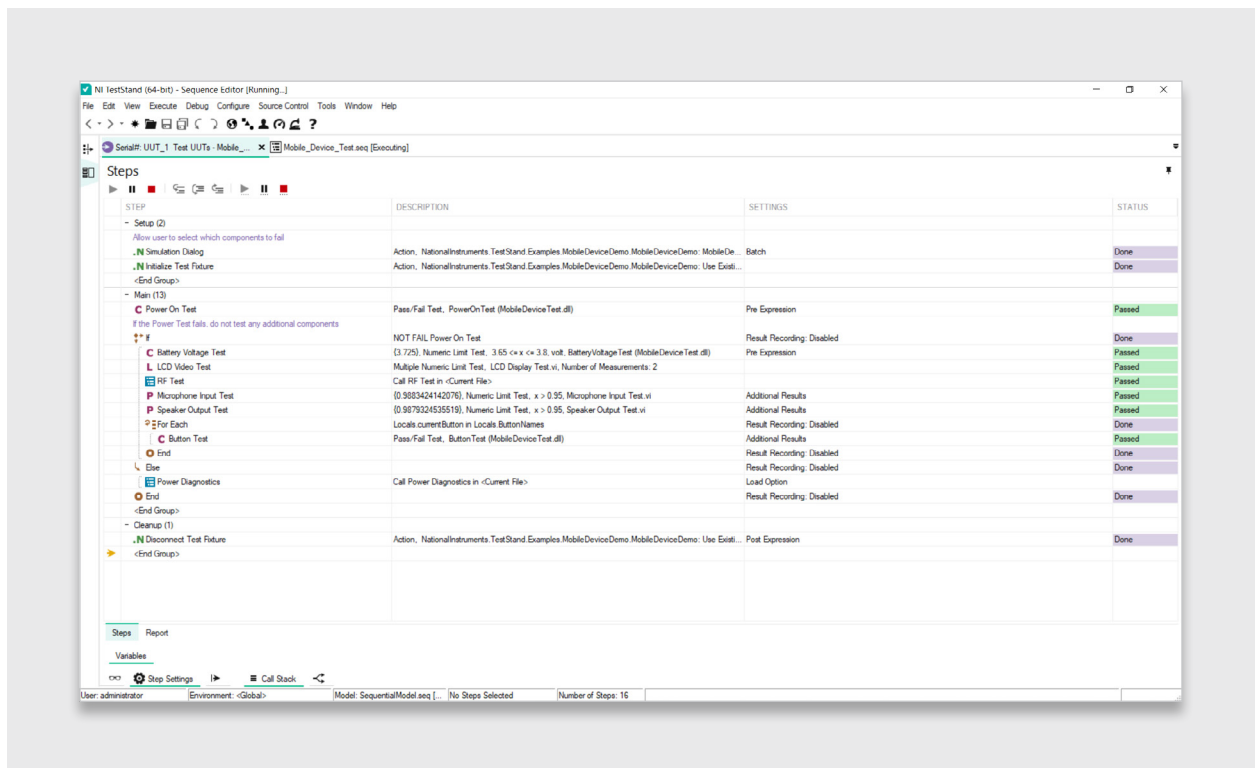 NI TestStand (64-bit) - Sequence Editor [Running...]
File Edit View Execute Debug Configure Source Control Tools Window Help
Serial#: UUT_1 Test UUTs - Mobile_... Mobile_Device_Test.seq [Executing]
Steps
STEP DESCRIPTION SETTINGS STATUS
Setup (2)
Allow user to select which components to fail
.N Simulation Dialog Action, NationalInstruments.TestStand.Examples.MobileDeviceDemo.MobileDeviceDemo: MobileDe... Batch Done
.N Initialize Test Fixture Action, NationalInstruments.TestStand.Examples.MobileDeviceDemo.MobileDeviceDemo: Use Existi... Done
<End Group>
Main (13)
C Power On Test Pass/Fail Test, PowerOnTest (MobileDeviceTest.dll) Pre Expression Passed
If the Power Test fails, do not test any additional components
If NOT FAIL Power On Test Result Recording: Disabled Done
C Battery Voltage Test {3.725}, Numeric Limit Test, 3.65 <= x <= 3.8, volt, BatteryVoltageTest (MobileDeviceTest.dll) Pre Expression Passed
L LCD Video Test Multiple Numeric Limit Test, LCD Display Test.vi, Number of Measurements: 2 Passed
RF Test Call RF Test in <Current File> Passed
P Microphone Input Test {0.9883424142076}, Numeric Limit Test, x > 0.95, Microphone Input Test.vi Additional Results Passed
P Speaker Output Test {0.9879324535519}, Numeric Limit Test, x > 0.95, Speaker Output Test.vi Additional Results Passed
For Each Locals.currentButton in Locals.ButtonNames Result Recording: Disabled Done
C Button Test Pass/Fail Test, ButtonTest (MobileDeviceTest.dll) Additional Results Passed
End Result Recording: Disabled Done
Else Result Recording: Disabled Done
Power Diagnostics Call Power Diagnostics in <Current File> Load Option
End Result Recording: Disabled Done
<End Group>
Cleanup (1)
.N Disconnect Test Fixture Action, NationalInstruments.TestStand.Examples.MobileDeviceDemo.MobileDeviceDemo: Use Existi... Post Expression Done
<End Group>
Steps Report
Variables
Step Settings Call Stack
User: administrator Environment: <Global> Model: SequentialModel.seq [... No Steps Selected Number of Steps: 16